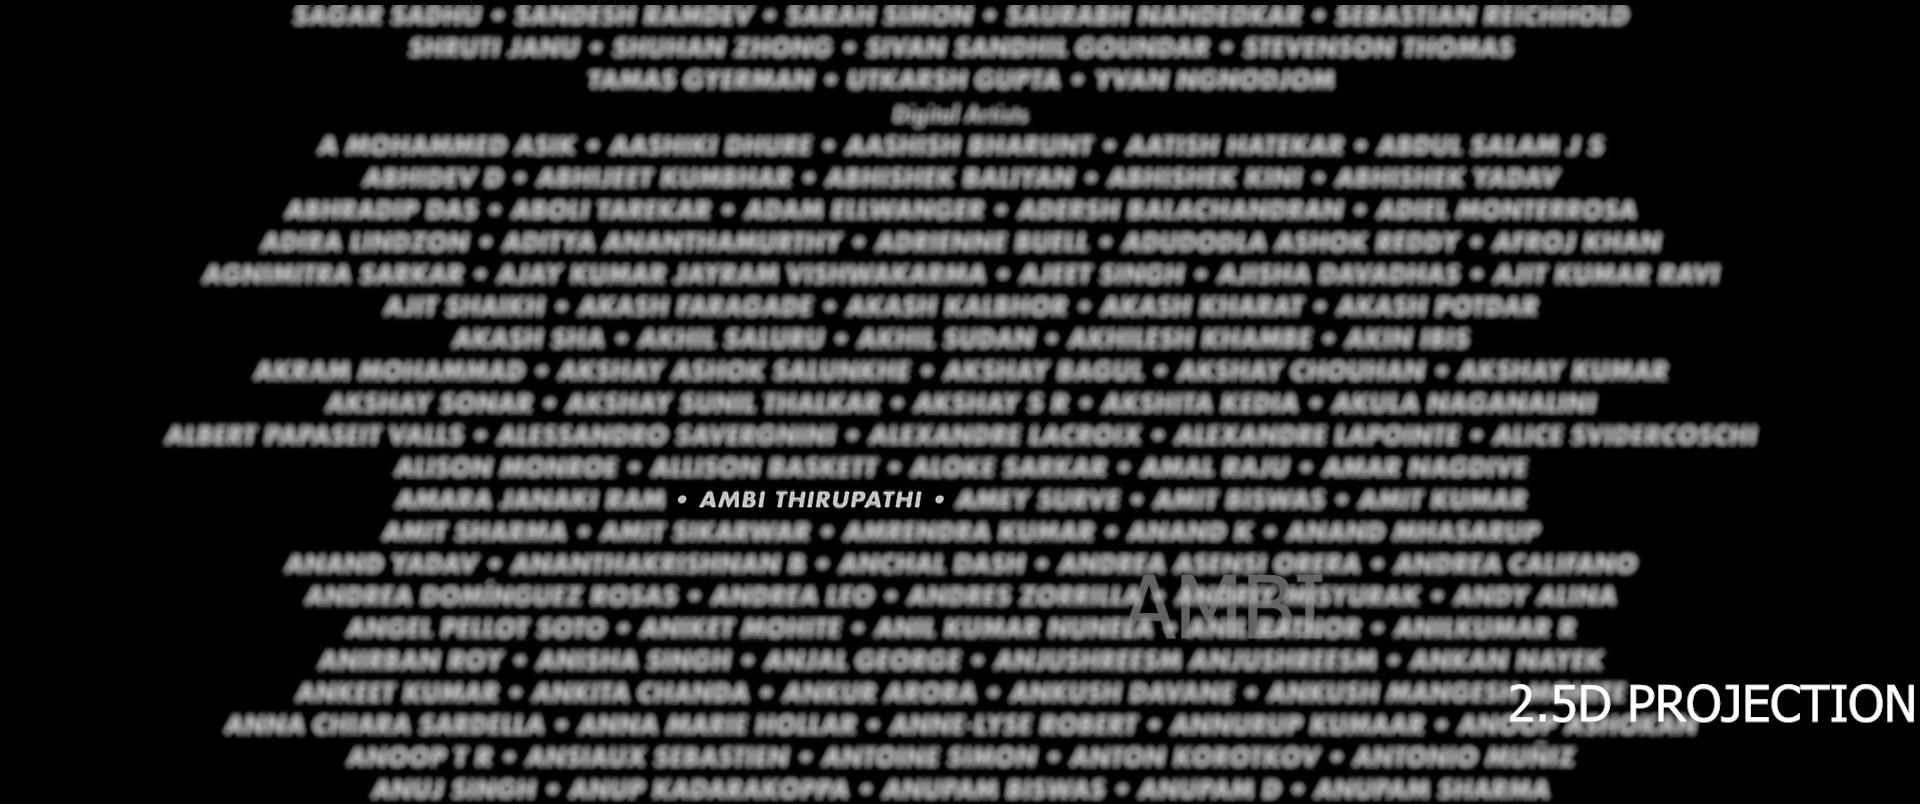 SAGAR SADHU • SANDESH RAMDEV • SARAH SIMON • SAURABH NANDEDKAR • SEBASTIAN REICHHOLD
SHRUTI JANU • SHUHAN ZHONG • SIVAN SANDHIL GOUNDAR • STEVENSON THOMAS
TAMAS GYERMAN • UTKARSH GUPTA • YVAN NGNODJOM
Digital Artists
A MOHAMMED ASIK • AASHIKI DHURE • AASHISH BHARUNT • AATISH HATEKAR • ABDUL SALAM J S
ABHIDEV D • ABHIJEET KUMBHAR • ABHISHEK BALIYAN • ABHISHEK KINI • ABHISHEK YADAV
ABHRADIP DAS • ABOLI TAREKAR • ADAM ELLWANGER • ADERSH BALACHANDRAN • ADIEL MONTERROSA
ADIRA LINDZON • ADITYA ANANTHAMURTHY • ADRIENNE BUELL • ADUDODLA ASHOK REDDY • AFROJ KHAN
AGNIMITRA SARKAR • AJAY KUMAR JAYRAM VISHWAKARMA • AJEET SINGH • AJISHA DAVADHAS • AJIT KUMAR RAVI
AJIT SHAIKH • AKASH FARAGADE • AKASH KALBHOR • AKASH KHARAT • AKASH POTDAR
AKASH SHA • AKHIL SALURU • AKHIL SUDAN • AKHILESH KHAMBE • AKIN IBIS
AKRAM MOHAMMAD • AKSHAY ASHOK SALUNKHE • AKSHAY BAGUL • AKSHAY CHOUHAN • AKSHAY KUMAR
AKSHAY SONAR • AKSHAY SUNIL THALKAR • AKSHAY S R • AKSHITA KEDIA • AKULA NAGANALINI
ALBERT PAPASEIT VALLS • ALESSANDRO SAVERGNINI • ALEXANDRE LACROIX • ALEXANDRE LAPOINTE • ALICE SVIDERCOSCHI
ALISON MONROE • ALLISON BASKETT • ALOKE SARKAR • AMAL RAJU • AMAR NAGDIVE
AMARA JANAKI RAM • AMBI THIRUPATHI • AMEY SURVE • AMIT BISWAS • AMIT KUMAR
AMIT SHARMA • AMIT SIKARWAR • AMRENDRA KUMAR • ANAND K • ANAND MHASARUP
ANAND YADAV • ANANTHAKRISHNAN B • ANCHAL DASH • ANDREA ASENSI ORERA • ANDREA CALIFANO
ANDREA DOMÍNGUEZ ROSAS • ANDREA LEO • ANDRES ZORRILLA • ANDY ALINA
AMBI
ANGEL PELLOT SOTO • ANIKET MOHITE • ANIL KUMAR • ANIL RATHOR • ANILKUMAR R
ANIRBAN ROY • ANISHA SINGH • ANJAL GEORGE • ANJUSHREESM ANJUSHREESM • ANKAN NAYEK
ANKEET KUMAR • ANKITA CHANDA • ANKUR ARORA • ANKUSH DAVANE • ANKUSH
2.5D PROJECTION
ANNA CHIARA SARDELLA • ANNA MARIE HOLLAR • ANNE-LYSE ROBERT • ANNURUP KUMAAR • ANOOP ASHOKAN
ANOOP T R • ANSIAUX SEBASTIEN • ANTOINE SIMON • ANTON KOROTKOV • ANTONIO MUÑIZ
ANUJ SINGH • ANUP KADARAKOPPA • ANUPAM BISWAS • ANUPAM D • ANUPAM SHARMA